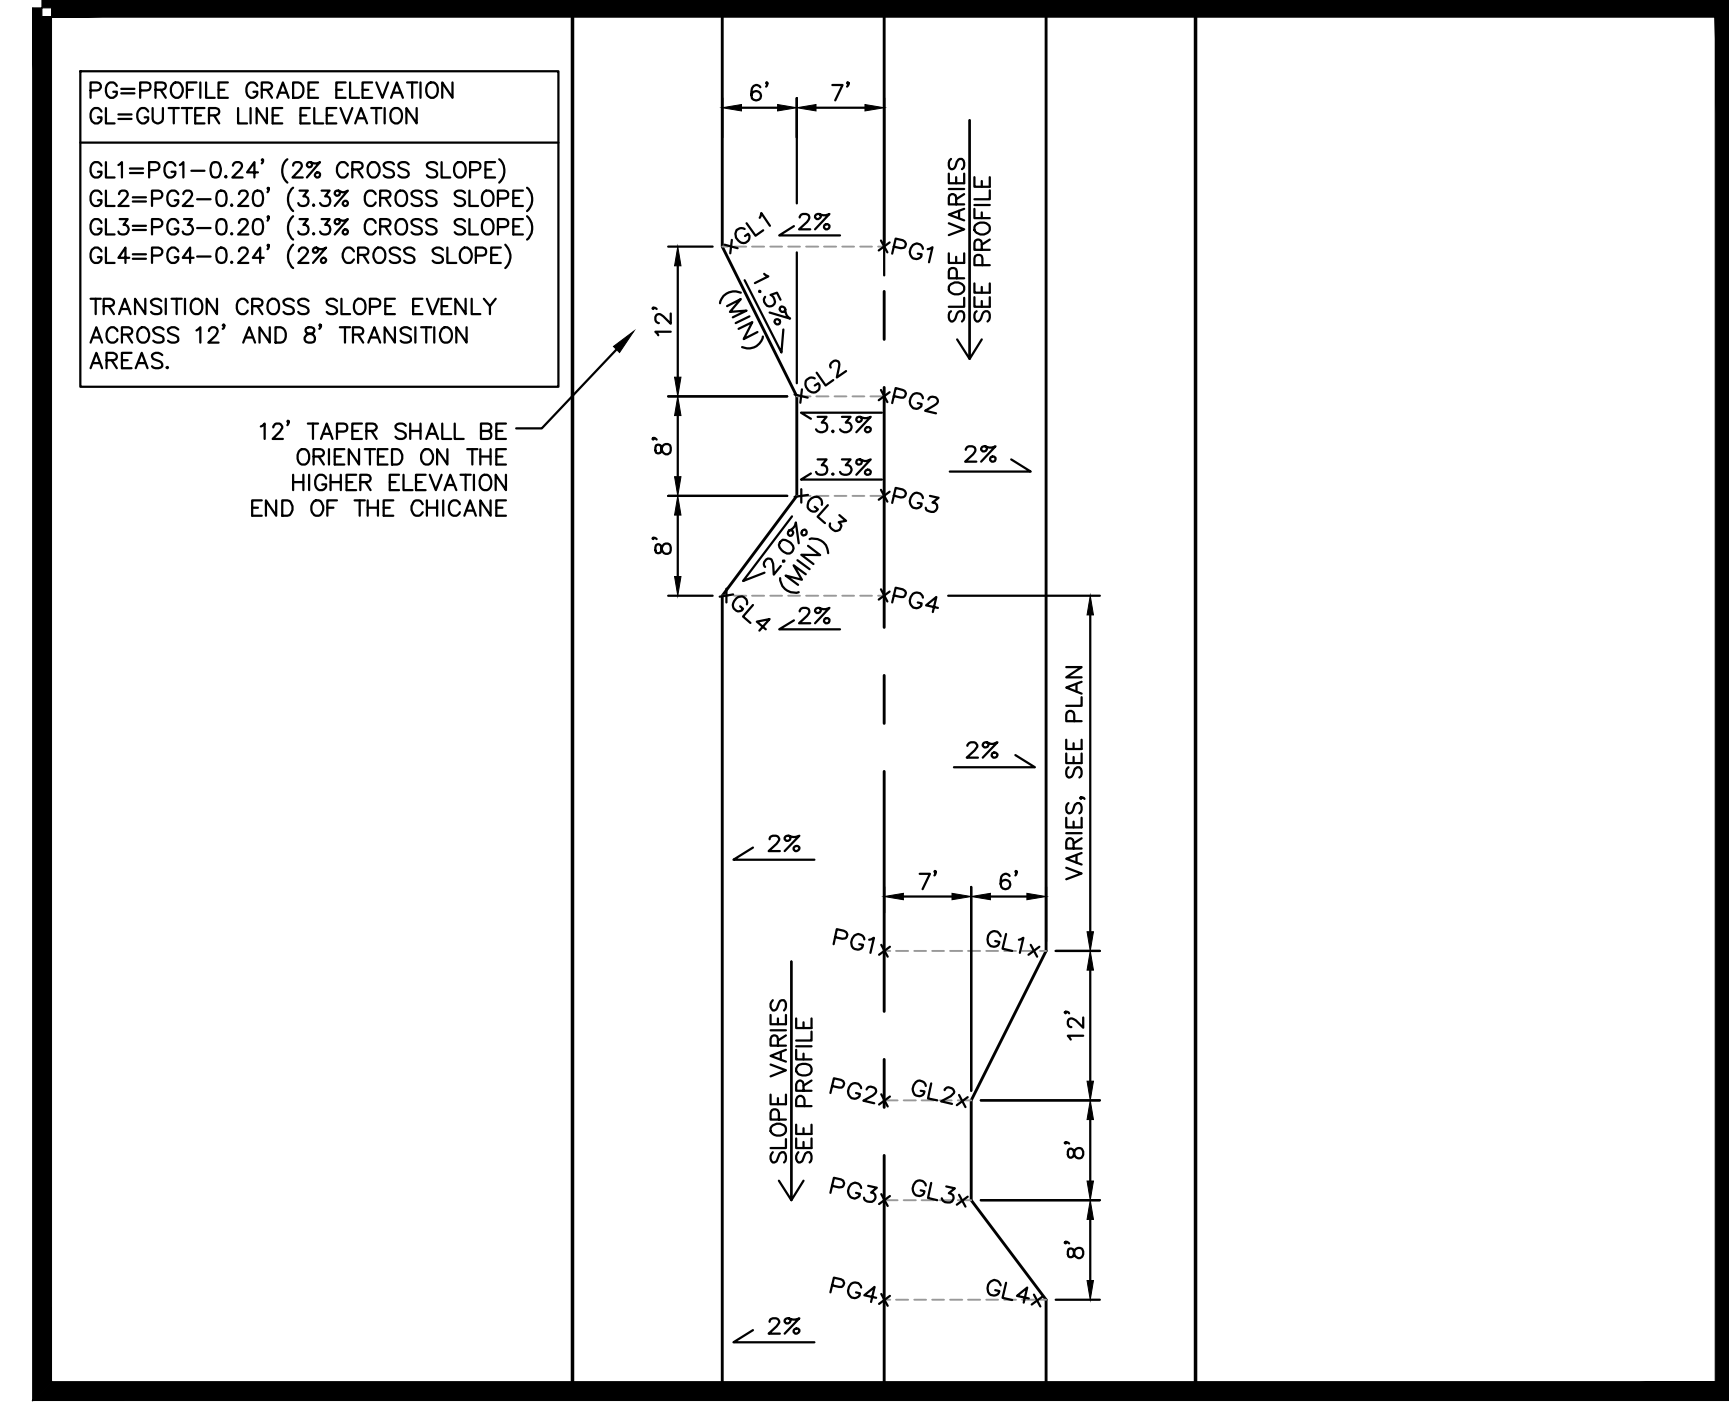 PG=PROFILE GRADE ELEVATION
GL=GUTTER LINE ELEVATION
GL1=PG1-0.24' (2% CROSS SLOPE)
GL2=PG2-0.20' (3.3% CROSS SLOPE)
GL3=PG3-0.20' (3.3% CROSS SLOPE)
GL4=PG4-0.24' (2% CROSS SLOPE)
TRANSITION CROSS SLOPE EVENLY
ACROSS 12' AND 8' TRANSITION
AREAS.
12' TAPER SHALL BE
ORIENTED ON THE
HIGHER ELEVATION
END OF THE CHICANE
6'
7'
SLOPE VARIES
SEE PROFILE
GL1
2%
PG1
12'
1.5%
(MIN)
GL2
PG2
3.3%
8'
2%
3.3%
GL3
PG3
8'
2.0%
(MIN)
GL4
2%
PG4
VARIES, SEE PLAN
2%
2%
7'
6'
PG1
GL1
SLOPE VARIES
SEE PROFILE
12'
PG2
GL2
8'
PG3
GL3
8'
PG4
GL4
2%